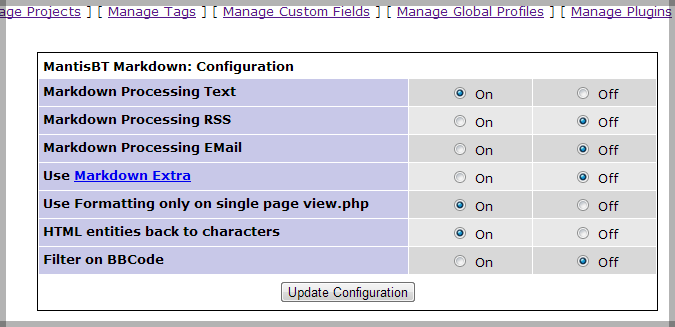 age Projects ] [ Manage Tags ] [ Manage Custom Fields ] [ Manage Global Profiles ] [ Manage Plugins
MantisBT Markdown: Configuration
Markdown Processing Text On Off
Markdown Processing RSS On Off
Markdown Processing EMail On Off
Use Markdown Extra On Off
Use Formatting only on single page view.php On Off
HTML entities back to characters On Off
Filter on BBCode On Off
Update Configuration